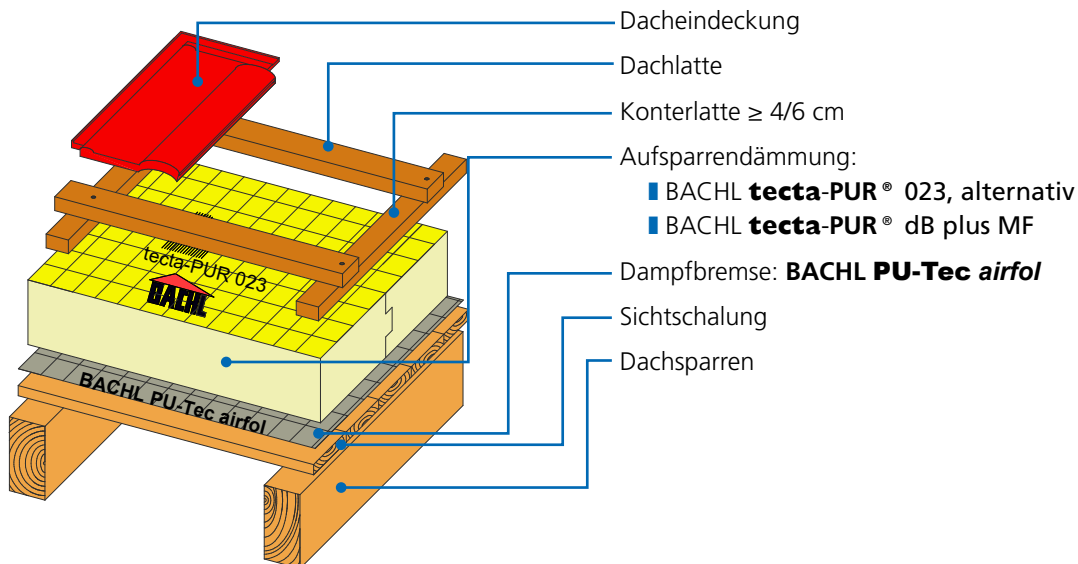 Dacheindeckung
Dachlatte
Konterlatte ≥ 4/6 cm
Aufsparrendämmung:
BACHL tecta-PUR® 023, alternativ
BACHL tecta-PUR® dB plus MF
Dampfbremse: BACHL PU-Tec airfol
Sichtschalung
Dachsparren
tecta-PUR 023
BACHL
BACHL PU-Tec airfol